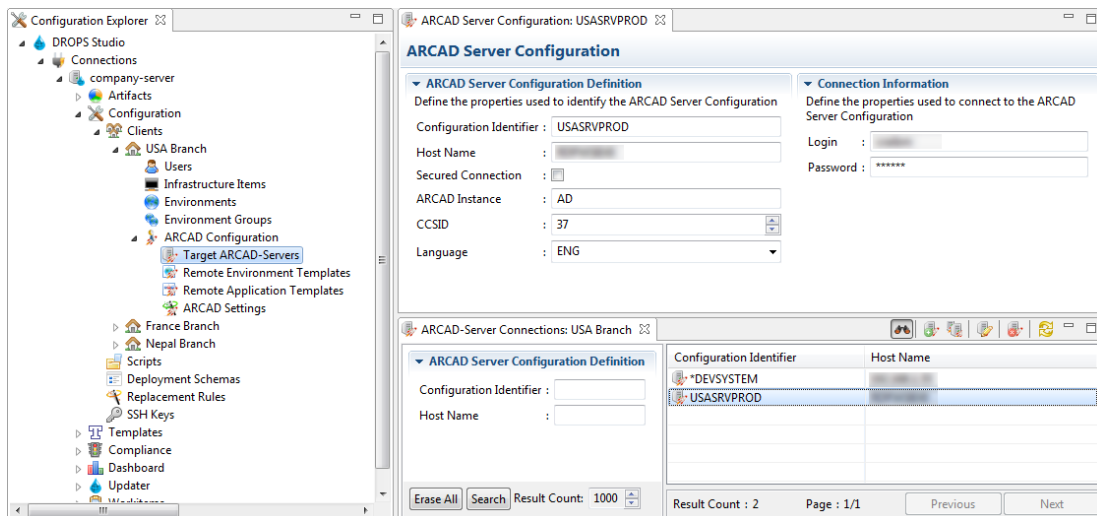 Configuration Explorer
DROPS Studio
Connections
company-server
Artifacts
Configuration
Clients
USA Branch
Users
Infrastructure Items
Environments
Environment Groups
ARCAD Configuration
Target ARCAD-Servers
Remote Environment Templates
Remote Application Templates
ARCAD Settings
France Branch
Nepal Branch
Scripts
Deployment Schemas
Replacement Rules
SSH Keys
Templates
Compliance
Dashboard
Updater
Workitems
ARCAD Server Configuration: USASRVPROD
ARCAD Server Configuration
ARCAD Server Configuration Definition
Define the properties used to identify the ARCAD Server Configuration
Configuration Identifier : USASRVPROD
Host Name :
Secured Connection :
ARCAD Instance : AD
CCSID : 37
Language : ENG
Connection Information
Define the properties used to connect to the ARCAD
Server Configuration
Login :
Password : ******
ARCAD-Server Connections: USA Branch
ARCAD Server Configuration Definition
Configuration Identifier :
Host Name :
Erase All Search Result Count: 1000
Configuration Identifier Host Name
*DEVSYSTEM
USASRVPROD
Result Count : 2 Page : 1/1 Previous Next